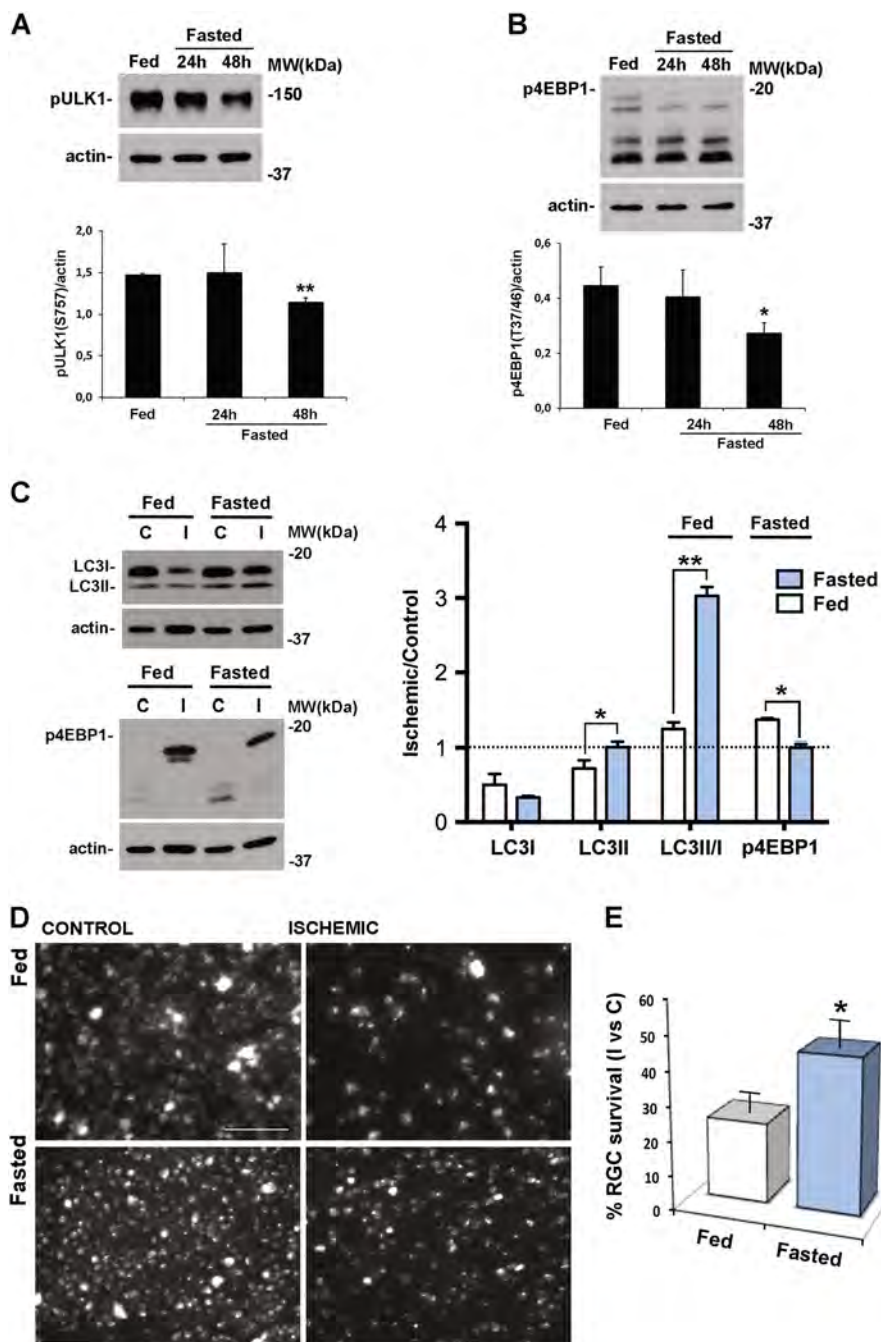 A
Fasted
Fed 24h 48h MW(kDa)
pULK1- -150
actin-
-37
pULK1(S757)/actin
2,0
1,5
1,0
0,5
0,0
**
Fed 24h 48h
Fasted
B
Fasted
Fed 24h 48h MW(kDa)
p4EBP1- -20
actin-
-37
p4EBP1(T37/46)/actin
0,6
0,4
0,2
0,0
*
Fed 24h 48h
Fasted
C
Fed Fasted
C I C I MW(kDa)
-20
LC3I-
LC3II-
actin-
-37
Fed Fasted
C I C I MW(kDa)
p4EBP1- -20
actin-
-37
Ischemic/Control
4
3
2
1
0
Fed Fasted
**
*
*
Fasted
Fed
LC3I LC3II LC3II/I p4EBP1
D
CONTROL ISCHEMIC
Fed
Fasted
E
% RGC survival (I vs C)
60
50
40
30
20
10
0
*
Fed Fasted